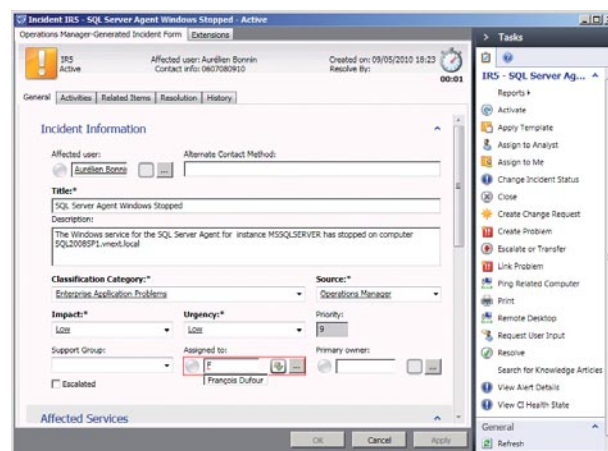 Incident IR5 - SQL Server Agent Windows Stopped - Active
Operations Manager-Generated Incident Form
Extensions
IR5
Active
Affected user: Aurélien Bonnin
Contact info: 0607080910
Created on: 09/05/2010 18:23
Resolve By:
00:01
General
Activities
Related Items
Resolution
History
Incident Information
Affected user:
Alternate Contact Method:
Aurélien Bonni
...
Title:*
SQL Server Agent Windows Stopped
Description:
The Windows service for the SQL Server Agent for instance MSSQLSERVER has stopped on computer
SQL2008SP1.vnext.local
Classification Category:*
Source:*
Enterprise Application Problems
Operations Manager
Impact:*
Urgency:*
Priority:
Low
Low
9
Support Group:
Assigned to:
Primary owner:
F
...
...
François Dufour
Escalated
Affected Services
OK
Cancel
Apply
Tasks
IR5 - SQL Server Ag...
Reports
Activate
Apply Template
Assign to Analyst
Assign to Me
Change Incident Status
Close
Create Change Request
Create Problem
Escalate or Transfer
Link Problem
Ping Related Computer
Print
Remote Desktop
Request User Input
Resolve
Search for Knowledge Articles
View Alert Details
View CI Health State
General
Refresh